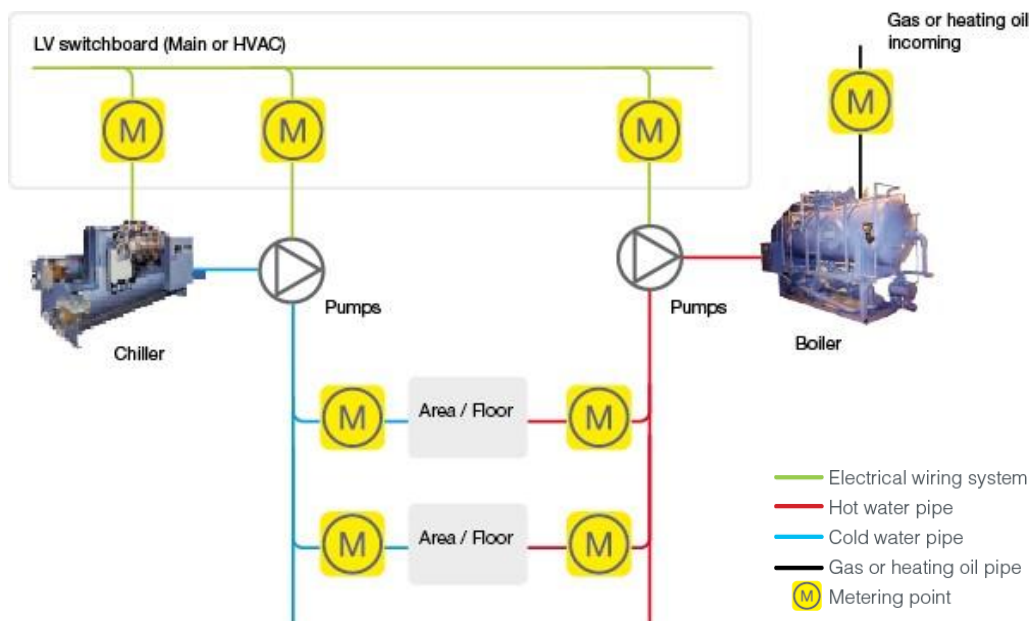 Gas or heating oil
incoming
LV switchboard (Main or HVAC)
M
M
M
M
Pumps
Pumps
Chiller
Boiler
M
Area / Floor
M
M
Area / Floor
M
Electrical wiring system
Hot water pipe
Cold water pipe
Gas or heating oil pipe
M Metering point